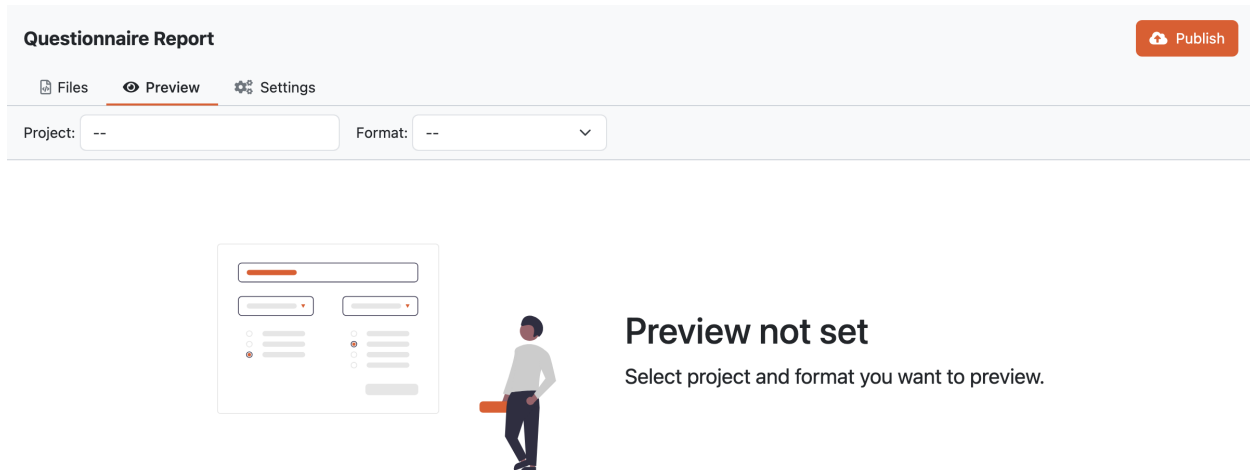 Questionnaire Report
Publish
Files Preview Settings
Project: -- Format: --
Preview not set
Select project and format you want to preview.